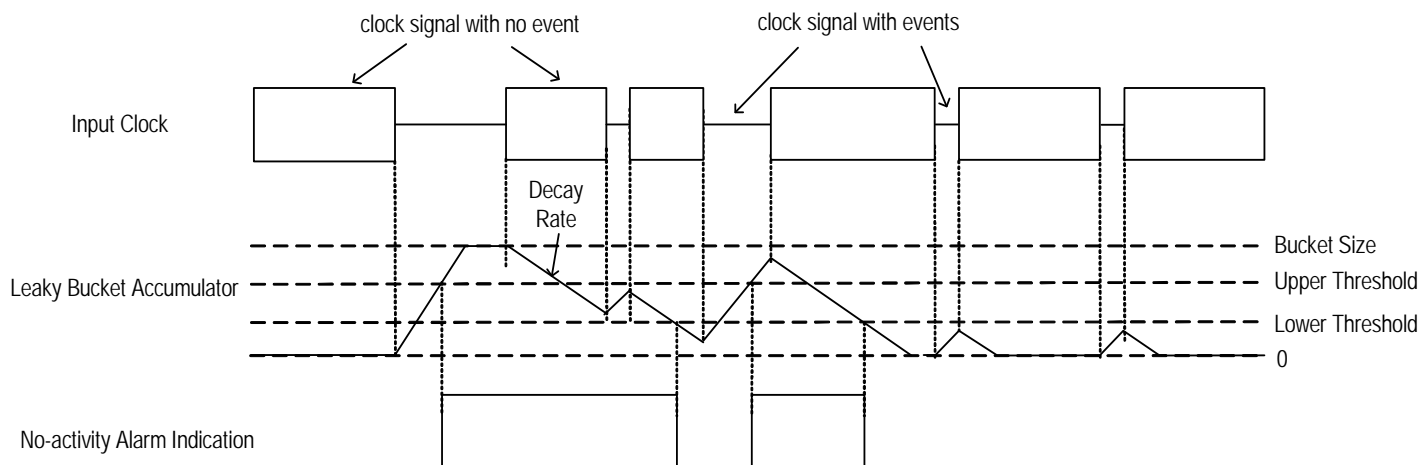 clock signal with no event
clock signal with events
Input Clock
Decay
Rate
Bucket Size
Leaky Bucket Accumulator
Upper Threshold
Lower Threshold
0
No-activity Alarm Indication